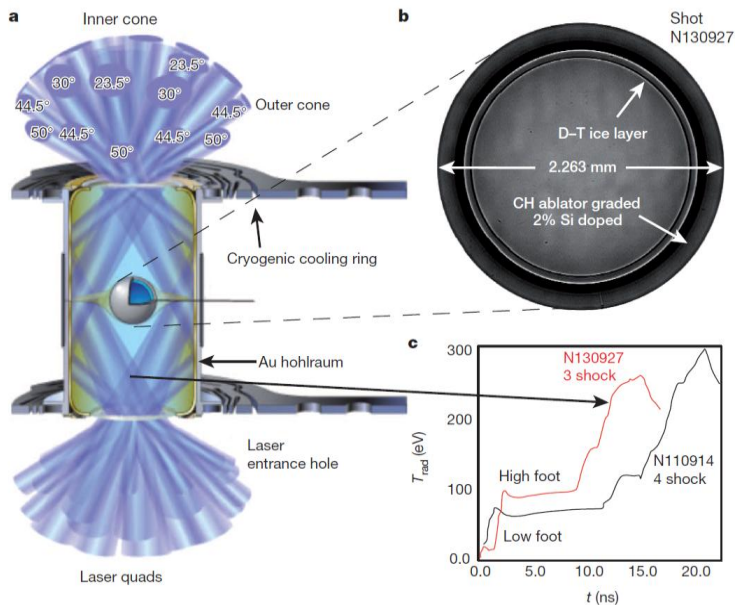 a
Inner cone
23.5°
30°
23.5°
30°
44.5°
44.5°
50°
44.5°
44.5°
50°
50°
Outer cone
Cryogenic cooling ring
Au hohlraum
Laser
entrance hole
Laser quads
b
Shot
N130927
D–T ice layer
2.263 mm
CH ablator graded
2% Si doped
c
300
200
100
0.0
T rad (eV)
N130927
3 shock
High foot
Low foot
N110914
4 shock
0.0
5.0
10.0
15.0
20.0
t (ns)